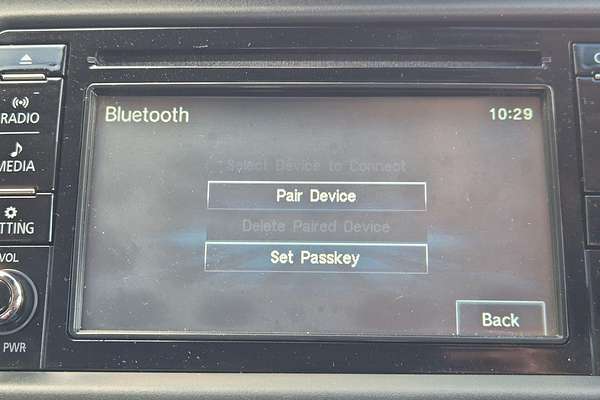 Bluetooth
10:29
Select Device to Connect
Pair Device
Delete Paired Device
Set Passkey
Back
RADIO
MEDIA
TTING
VOL
PWR